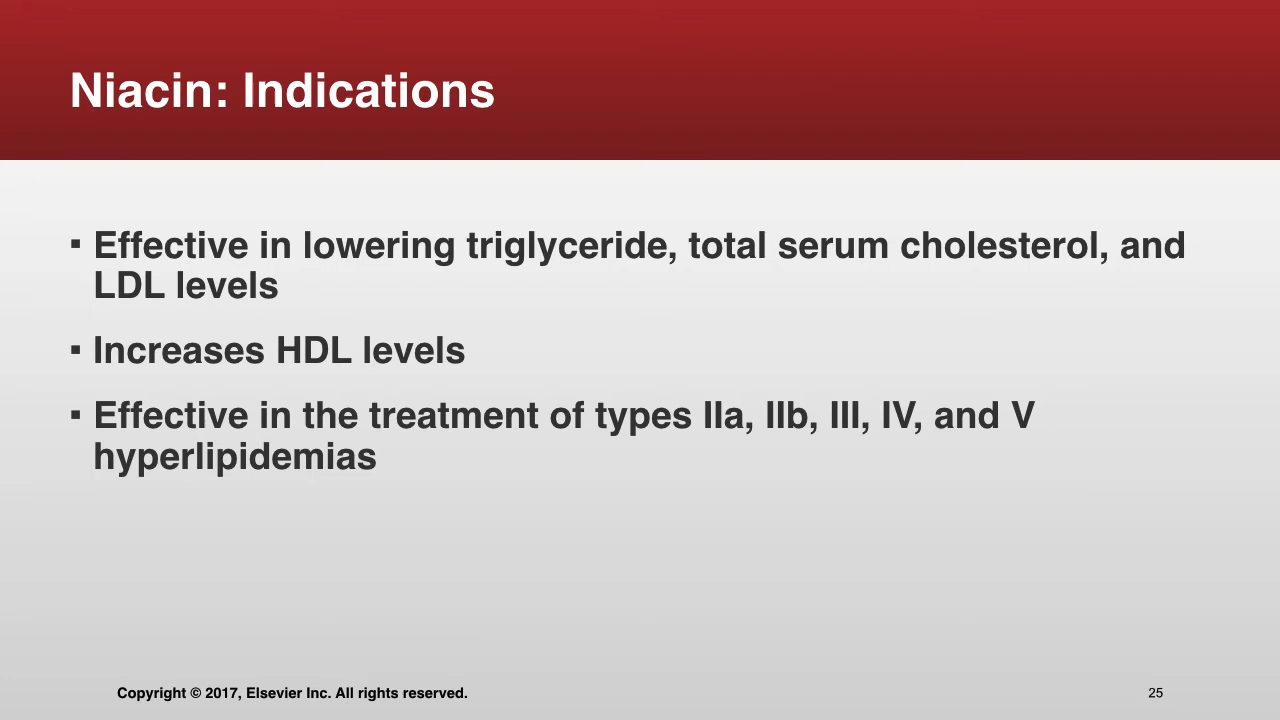 Niacin: Indications
▪ Effective in lowering triglyceride, total serum cholesterol, and
LDL levels
▪ Increases HDL levels
▪ Effective in the treatment of types IIa, IIb, III, IV, and V
hyperlipidemias
Copyright © 2017, Elsevier Inc. All rights reserved.
25